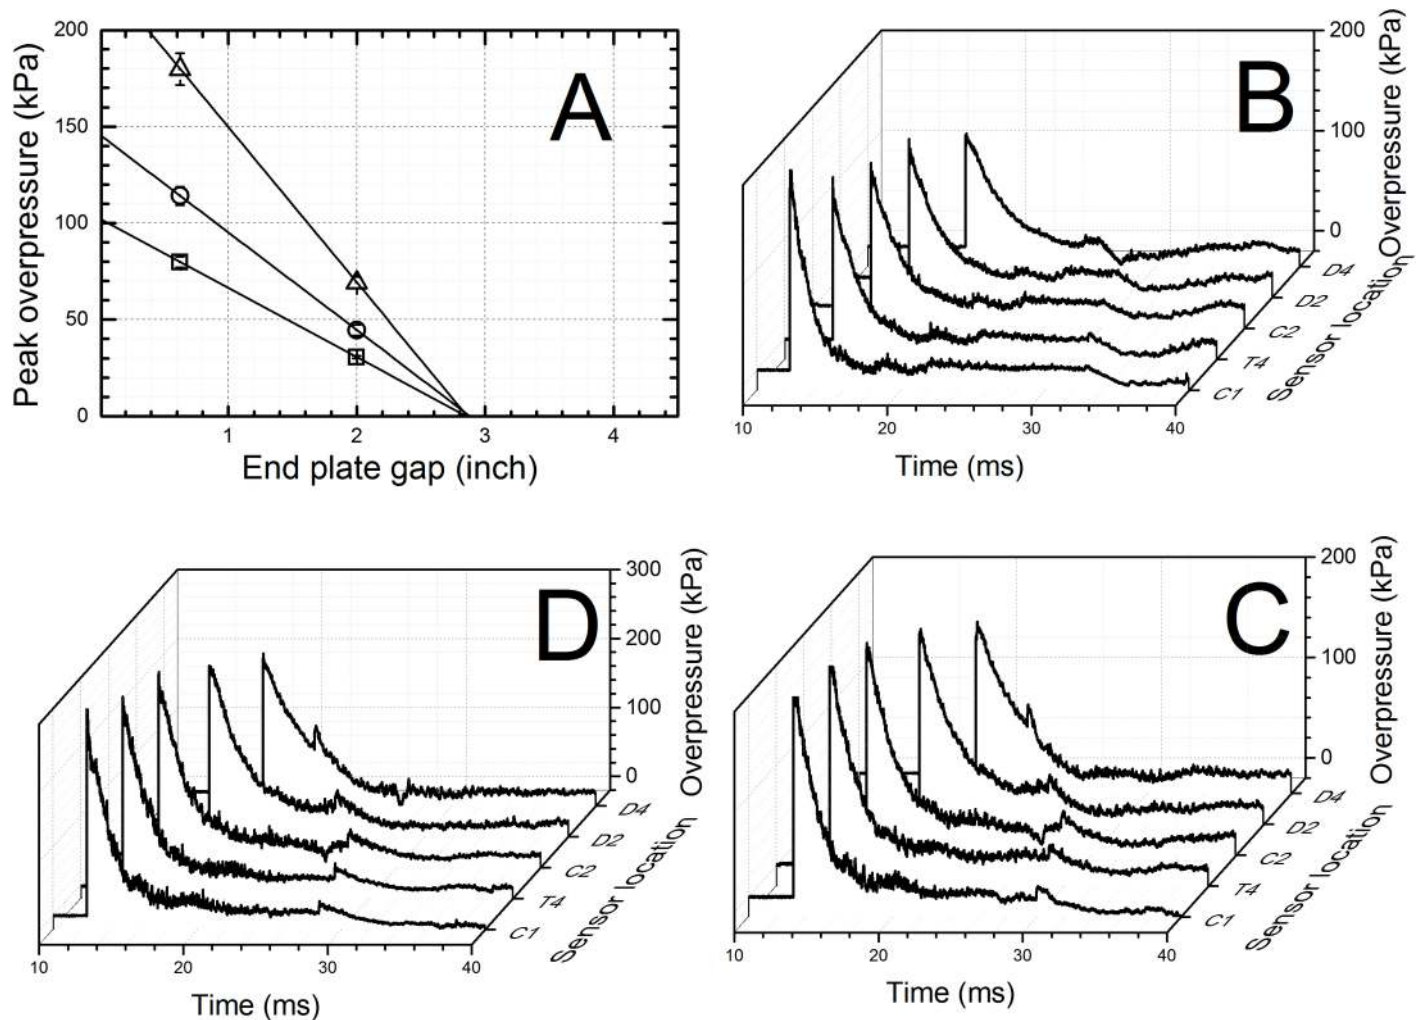 A
Peak overpressure (kPa)
200
150
100
50
0
1
2
3
4
End plate gap (inch)
B
Overpressure (kPa)
200
100
0
D4
D2
C2
T4
C1
Sensor location
10
20
30
40
Time (ms)
D
Overpressure (kPa)
300
200
100
0
D4
D2
C2
T4
C1
Sensor location
10
20
30
40
Time (ms)
C
Overpressure (kPa)
200
100
0
D4
D2
C2
T4
C1
Sensor location
10
20
30
40
Time (ms)